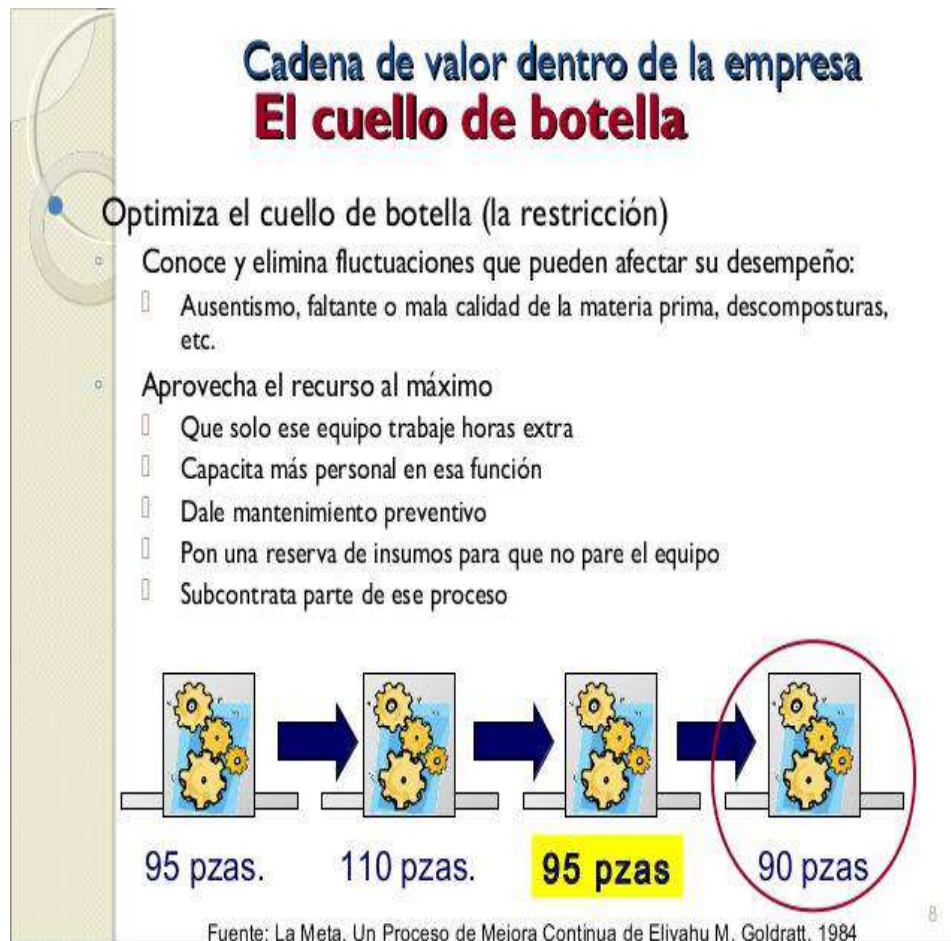 Cadena de valor dentro de la empresa
El cuello de botella
Optimiza el cuello de botella (la restricción)
Conoce y elimina fluctuaciones que pueden afectar su desempeño:
Ausentismo, faltante o mala calidad de la materia prima, descomposturas,
etc.
Aprovecha el recurso al máximo
Que solo ese equipo trabaje horas extra
Capacita más personal en esa función
Dale mantenimiento preventivo
Pon una reserva de insumos para que no pare el equipo
Subcontrata parte de ese proceso
95 pzas. 110 pzas. 95 pzas 90 pzas
8
Fuente: La Meta. Un Proceso de Mejora Continua de Eliyahu M. Goldratt. 1984